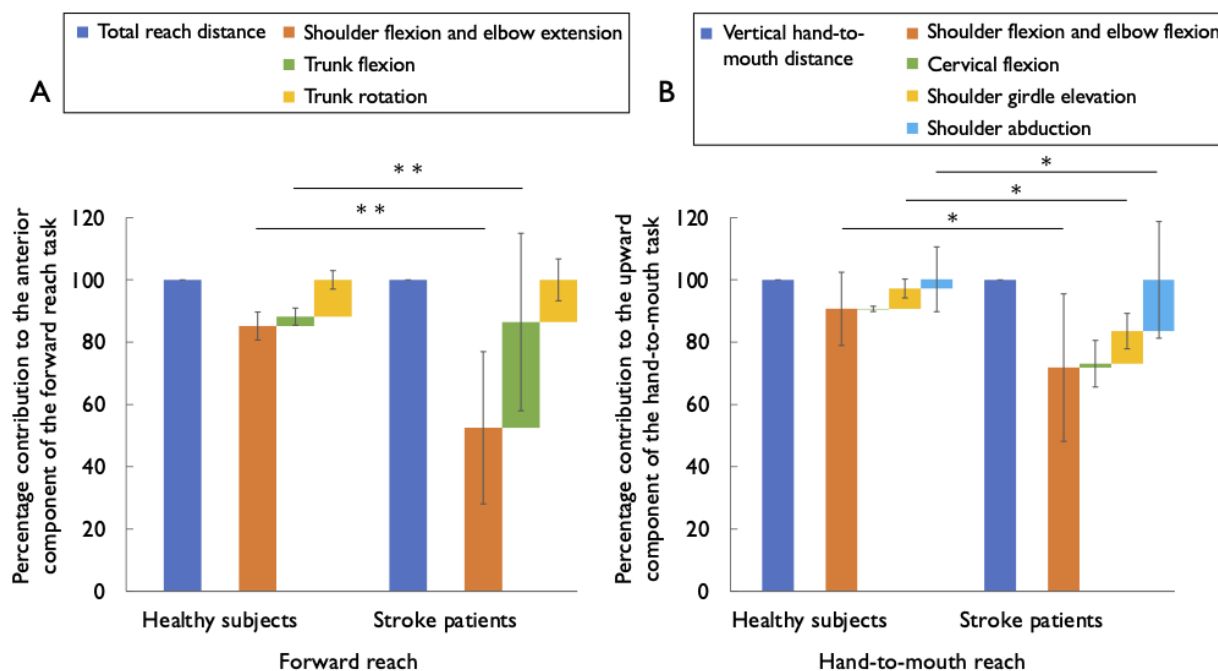 Total reach distance
Shoulder flexion and elbow extension
Trunk flexion
Trunk rotation
A
Vertical hand-to-
mouth distance
Shoulder flexion and elbow flexion
Cervical flexion
Shoulder girdle elevation
Shoulder abduction
B
Percentage contribution to the anterior
component of the forward reach task
120
100
80
60
40
20
0
* *
* *
Healthy subjects
Stroke patients
Forward reach
Percentage contribution to the upward
component of the hand-to-mouth task
120
100
80
60
40
20
0
*
*
*
Healthy subjects
Stroke patients
Hand-to-mouth reach